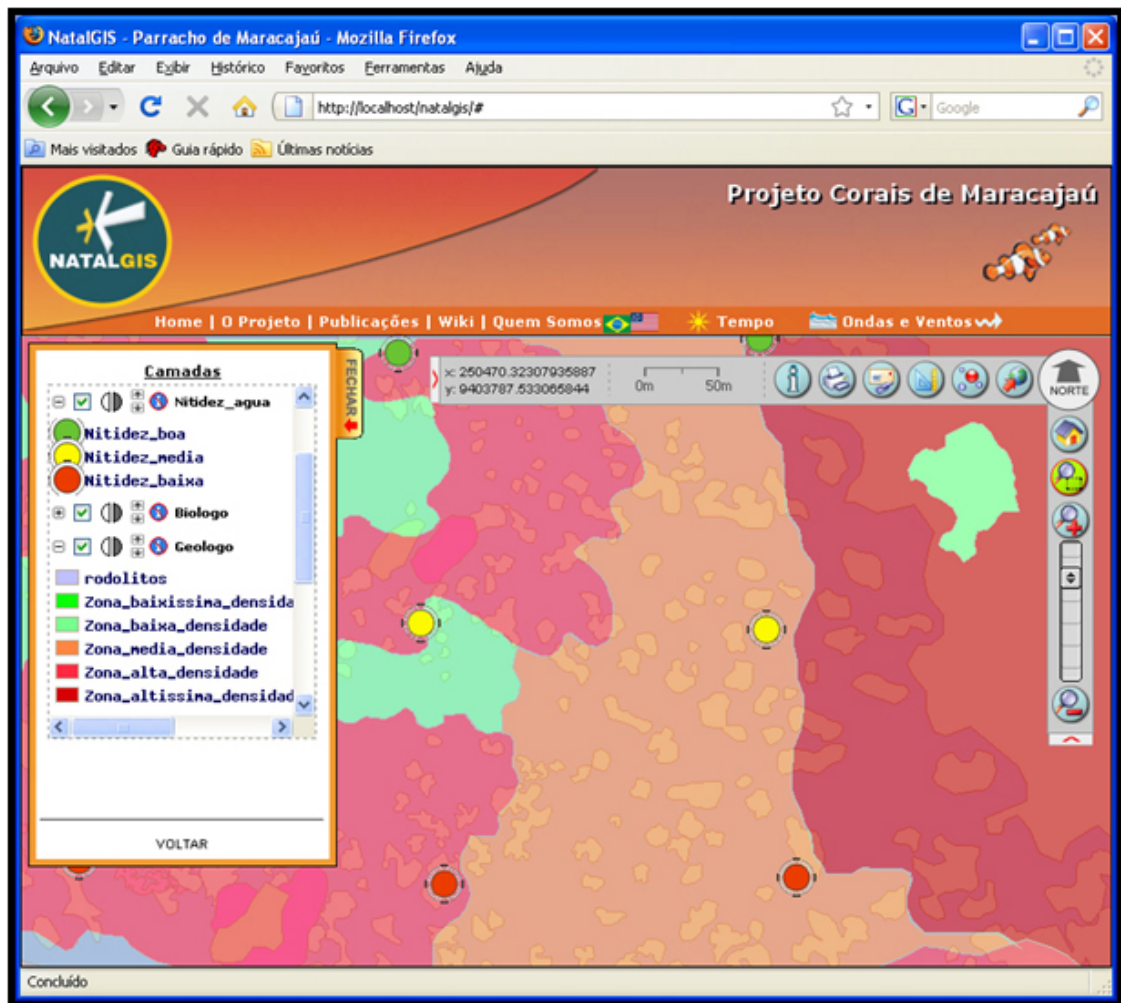 NatalGIS - Parracho de Maracajaú - Mozilla Firefox
Arquivo Editar Exibir Histórico Favoritos Ferramentas Ajuda
http://localhost/natalgis/#
G Google
Mais visitados Guia rápido Últimas notícias
Projeto Corais de Maracajaú
NATALGIS
Home | O Projeto | Publicações | Wiki | Quem Somos Tempo Ondas e Ventos
Camadas
FECHAR
x: 250470.32307935887
y: 9403787.533065844
0m 50m
NORTE
Nitidez_agua
Nitidez_boa
Nitidez_media
Nitidez_baixa
Biologo
Geologo
rodolitos
Zona_baixissima_densida
Zona_baixa_densidade
Zona_media_densidade
Zona_alta_densidade
Zona_altissima_densidad
VOLTAR
Concluído